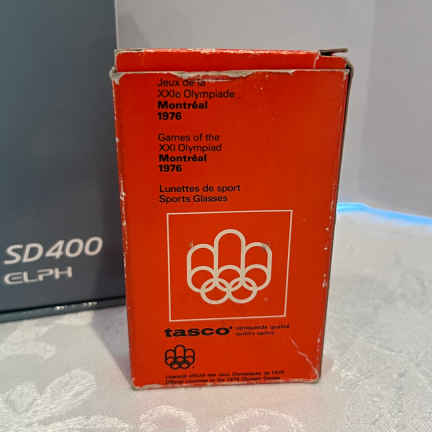 Jeux de la
XXIe Olympiade
Montréal
1976
Games of the
XXI Olympiad
Montréal
1976
Lunettes de sport
Sports Glasses
tasco®
SD400
ELPH